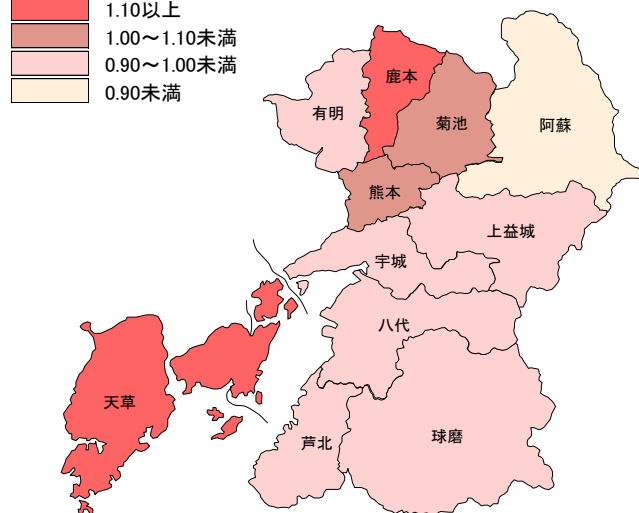 1.10以上
1.00～1.10未満
0.90～1.00未満
0.90未満
鹿本
有明
菊池
阿蘇
熊本
上益城
宇城
八代
天草
芦北
球磨